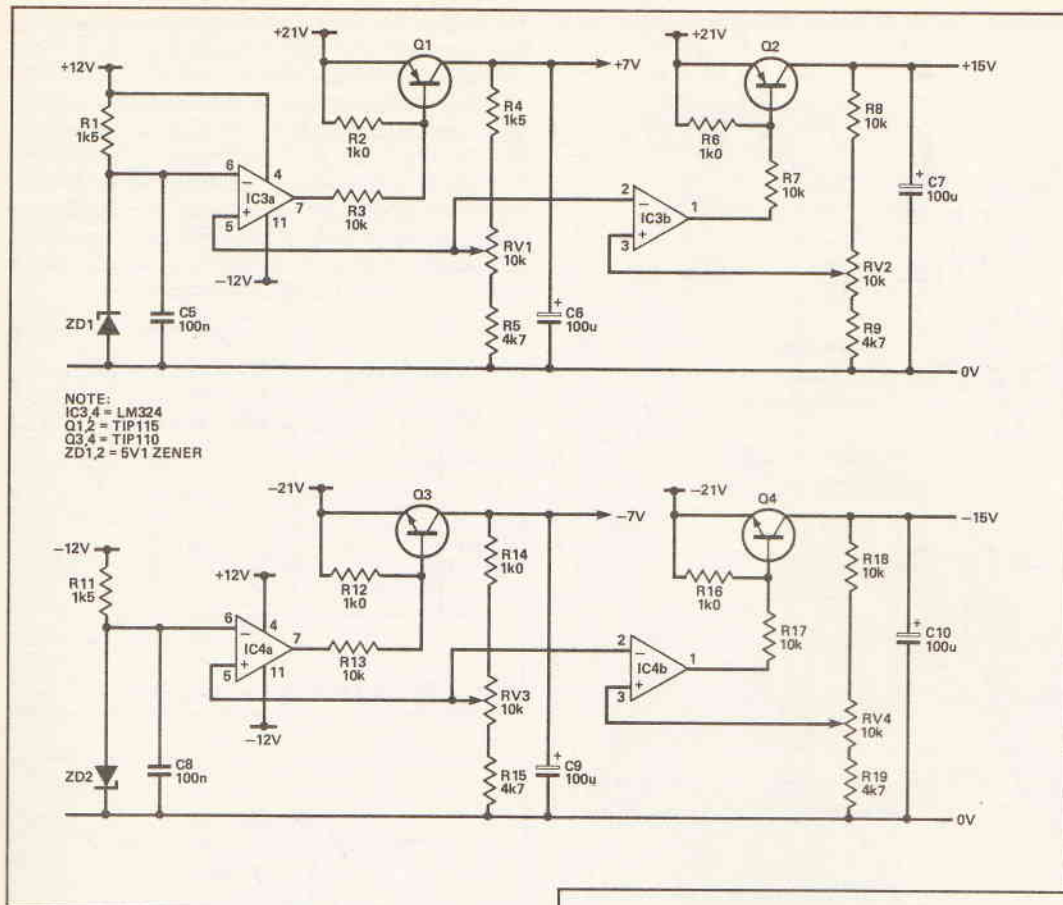 +21V
Q1
+7V
+21V
Q2
+15V
+12V
R1
1k5
R2
1k0
R4
1k5
R6
1k0
R8
10k
6
−
4
IC3a
7
+
5
11
R3
10k
R7
10k
C7
100u
+
2
−
IC3b
1
+
3
−12V
RV1
10k
RV2
10k
ZD1
C5
100n
R5
4k7
+
C6
100u
R9
4k7
0V
NOTE:
IC3,4 = LM324
Q1,2 = TIP115
Q3,4 = TIP110
ZD1,2 = 5V1 ZENER
−21V
Q3
−7V
−21V
Q4
−15V
−12V
R11
1k5
R12
1k0
R14
1k0
R16
1k0
R18
10k
+12V
6
−
4
IC4a
7
+
5
11
R13
10k
R17
10k
+
C10
100u
2
−
IC4b
1
+
3
−12V
RV3
10k
RV4
10k
ZD2
C8
100n
R15
4k7
+
C9
100u
R19
4k7
0V